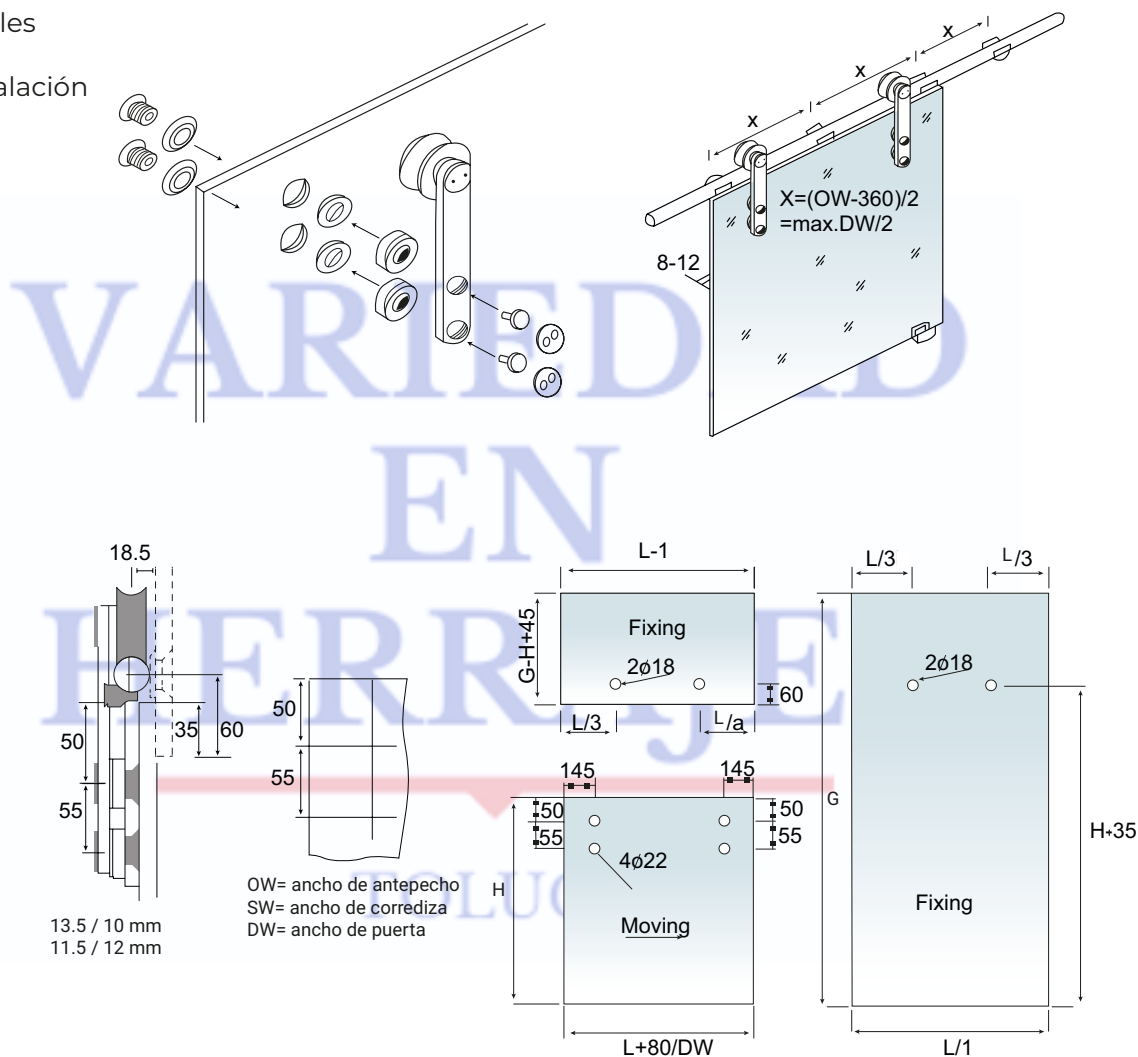 les
alación
x
x
x
X=(OW-360)/2
=max.DW/2
8-12
VARIEDAD
EN
HERRAJE
18.5
50
55
35
60
13.5 / 10 mm
11.5 / 12 mm
50
55
OW= ancho de antepecho
SW= ancho de corrediza
DW= ancho de puerta
L-1
G-H+45
Fixing
2ø18
60
L/3
L/a
145
145
50
55
50
55
4ø22
H
Moving
L+80/DW
L/3
L/3
2ø18
G
H+35
Fixing
L/1